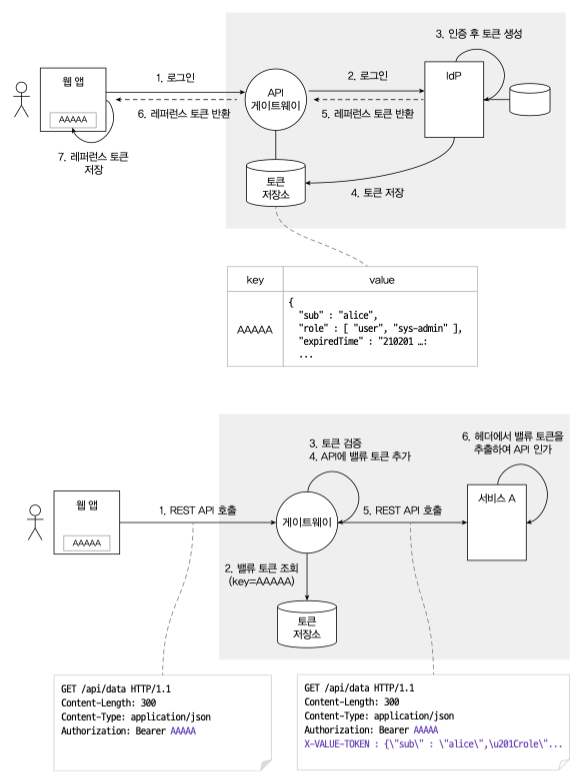 3. 인증 후 토큰 생성
웹 앱
1. 로그인
2. 로그인
IdP
API
게이트웨이
AAAAA
6. 레퍼런스 토큰 반환
5. 레퍼런스 토큰 반환
7. 레퍼런스 토큰
저장
토큰
저장소
4. 토큰 저장
key
value
AAAAA
{
"sub" : "alice",
"role" : [ "user", "sys-admin" ],
"expiredTime" : "210201 …:
...
3. 토큰 검증
4. API에 밸류 토큰 추가
6. 헤더에서 밸류 토큰을
추출하여 API 인가
웹 앱
1. REST API 호출
게이트웨이
5. REST API 호출
서비스 A
AAAAA
2. 밸류 토큰 조회
(key=AAAAA)
토큰
저장소
GET /api/data HTTP/1.1
Content-Length: 300
Content-Type: application/json
Authorization: Bearer AAAAA
GET /api/data HTTP/1.1
Content-Length: 300
Content-Type: application/json
Authorization: Bearer AAAAA
X-VALUE-TOKEN : {\"sub\" : \"alice\",\u201Crole\"...